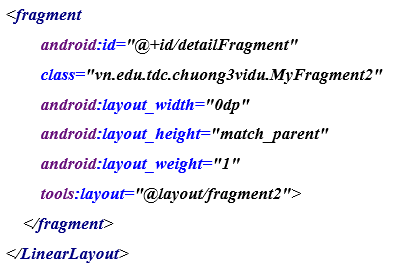 <fragment
android:id="@+id/detailFragment"
class="vn.edu.tdc.chuong3vidu.MyFragment2"
android:layout_width="0dp"
android:layout_height="match_parent"
android:layout_weight="1"
tools:layout="@layout/fragment2">
</fragment>
</LinearLayout>